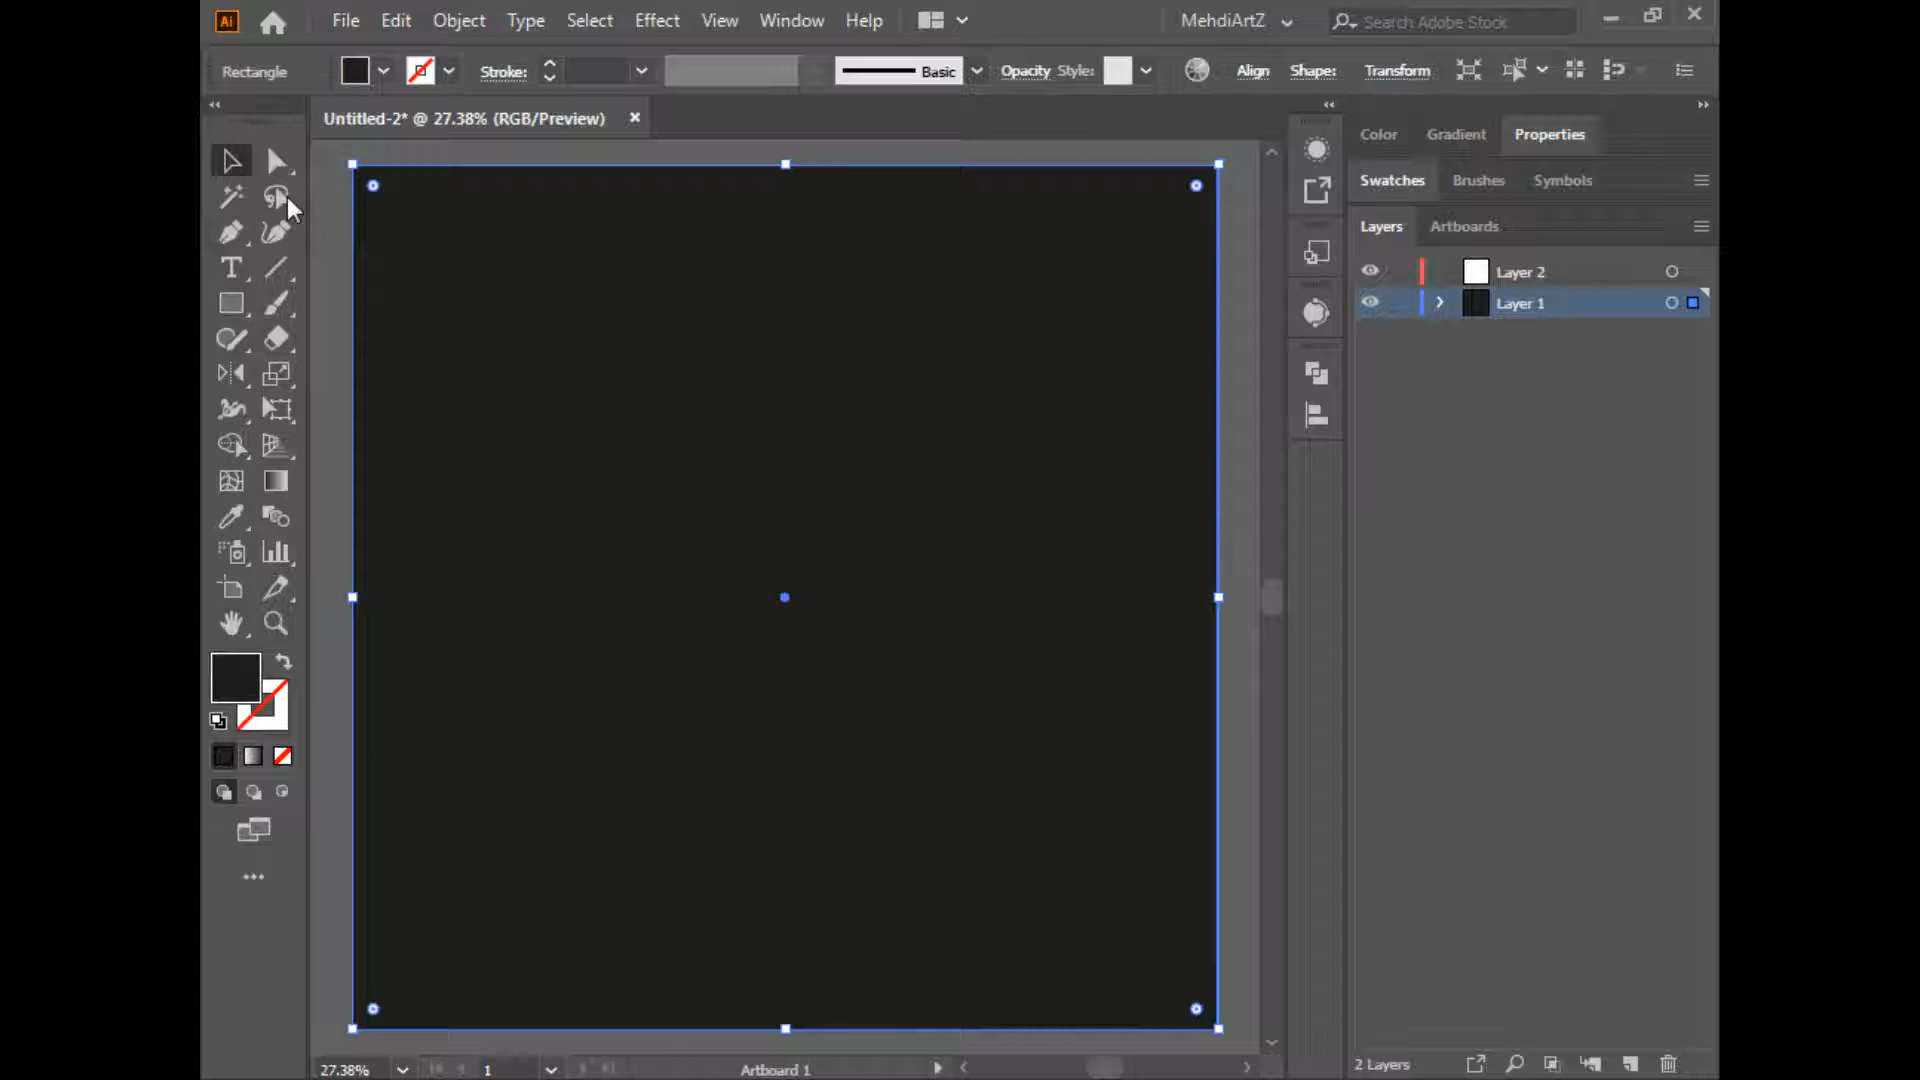 Ai File Edit Object Type Select Effect View Window Help MehdiArtZ Search Adobe Stock
Rectangle Stroke: Basic Opacity Style: Align Shape: Transform
Untitled-2* @ 27.38% (RGB/Preview)
Color Gradient Properties
Swatches Brushes Symbols
Layers Artboards
Layer 2
Layer 1
27.38% 1 Artboard 1 2 Layers